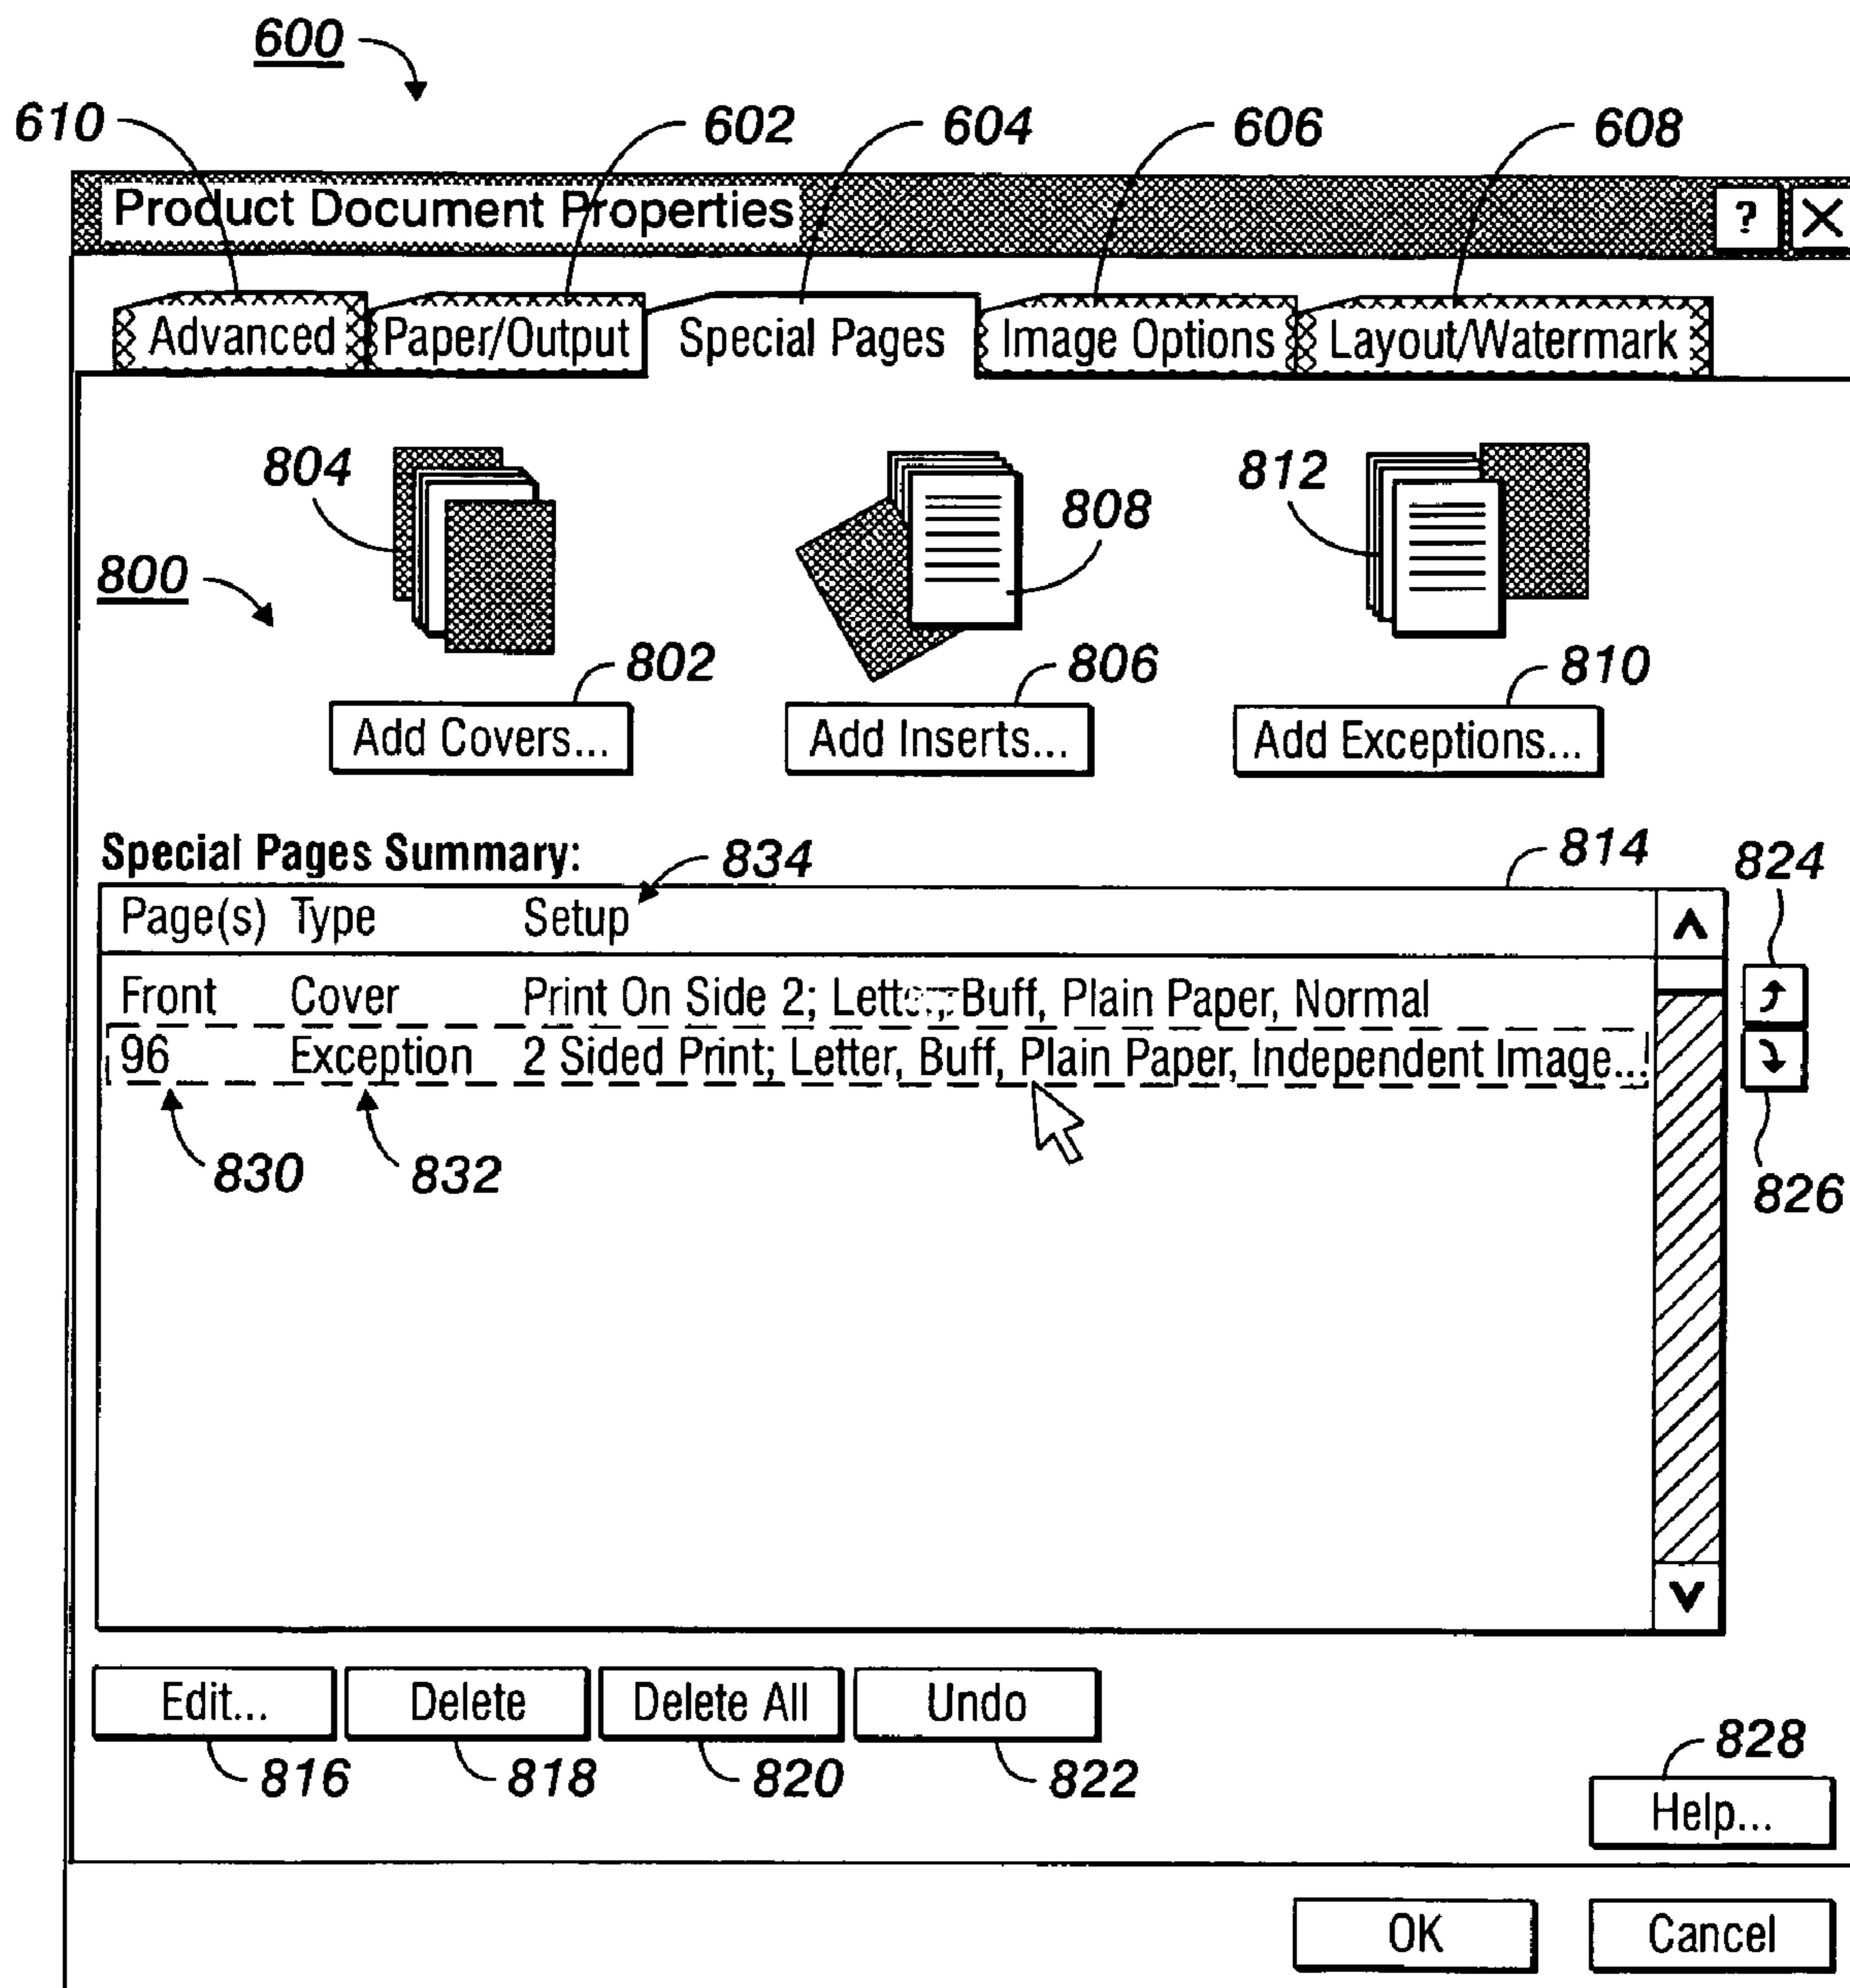 600
610 602 604 606 608
Product Document Properties ? X
Advanced Paper/Output Special Pages Image Options Layout/Watermark
804 808 812
800
802 806 810
Add Covers... Add Inserts... Add Exceptions...
Special Pages Summary: 834 814 824
Page(s) Type Setup
Front Cover Print On Side 2; Letter, Buff, Plain Paper, Normal
96 Exception 2 Sided Print; Letter, Buff, Plain Paper, Independent Image...
830 832 826
Edit... Delete Delete All Undo
816 818 820 822 828
Help...
OK Cancel